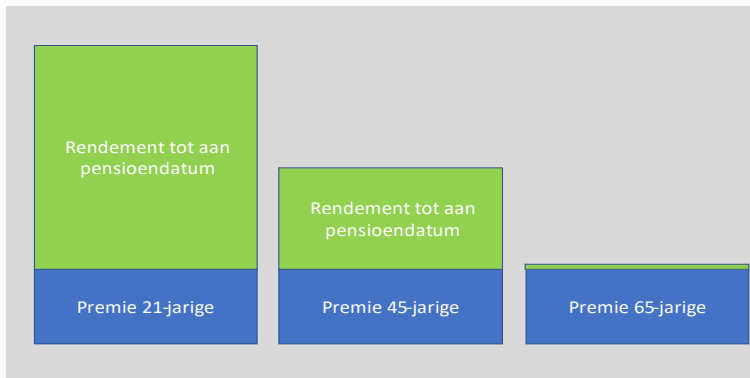 Rendement tot aan
pensioendatum
Rendement tot aan
pensioendatum
Premie 21-jarige
Premie 45-jarige
Premie 65-jarige